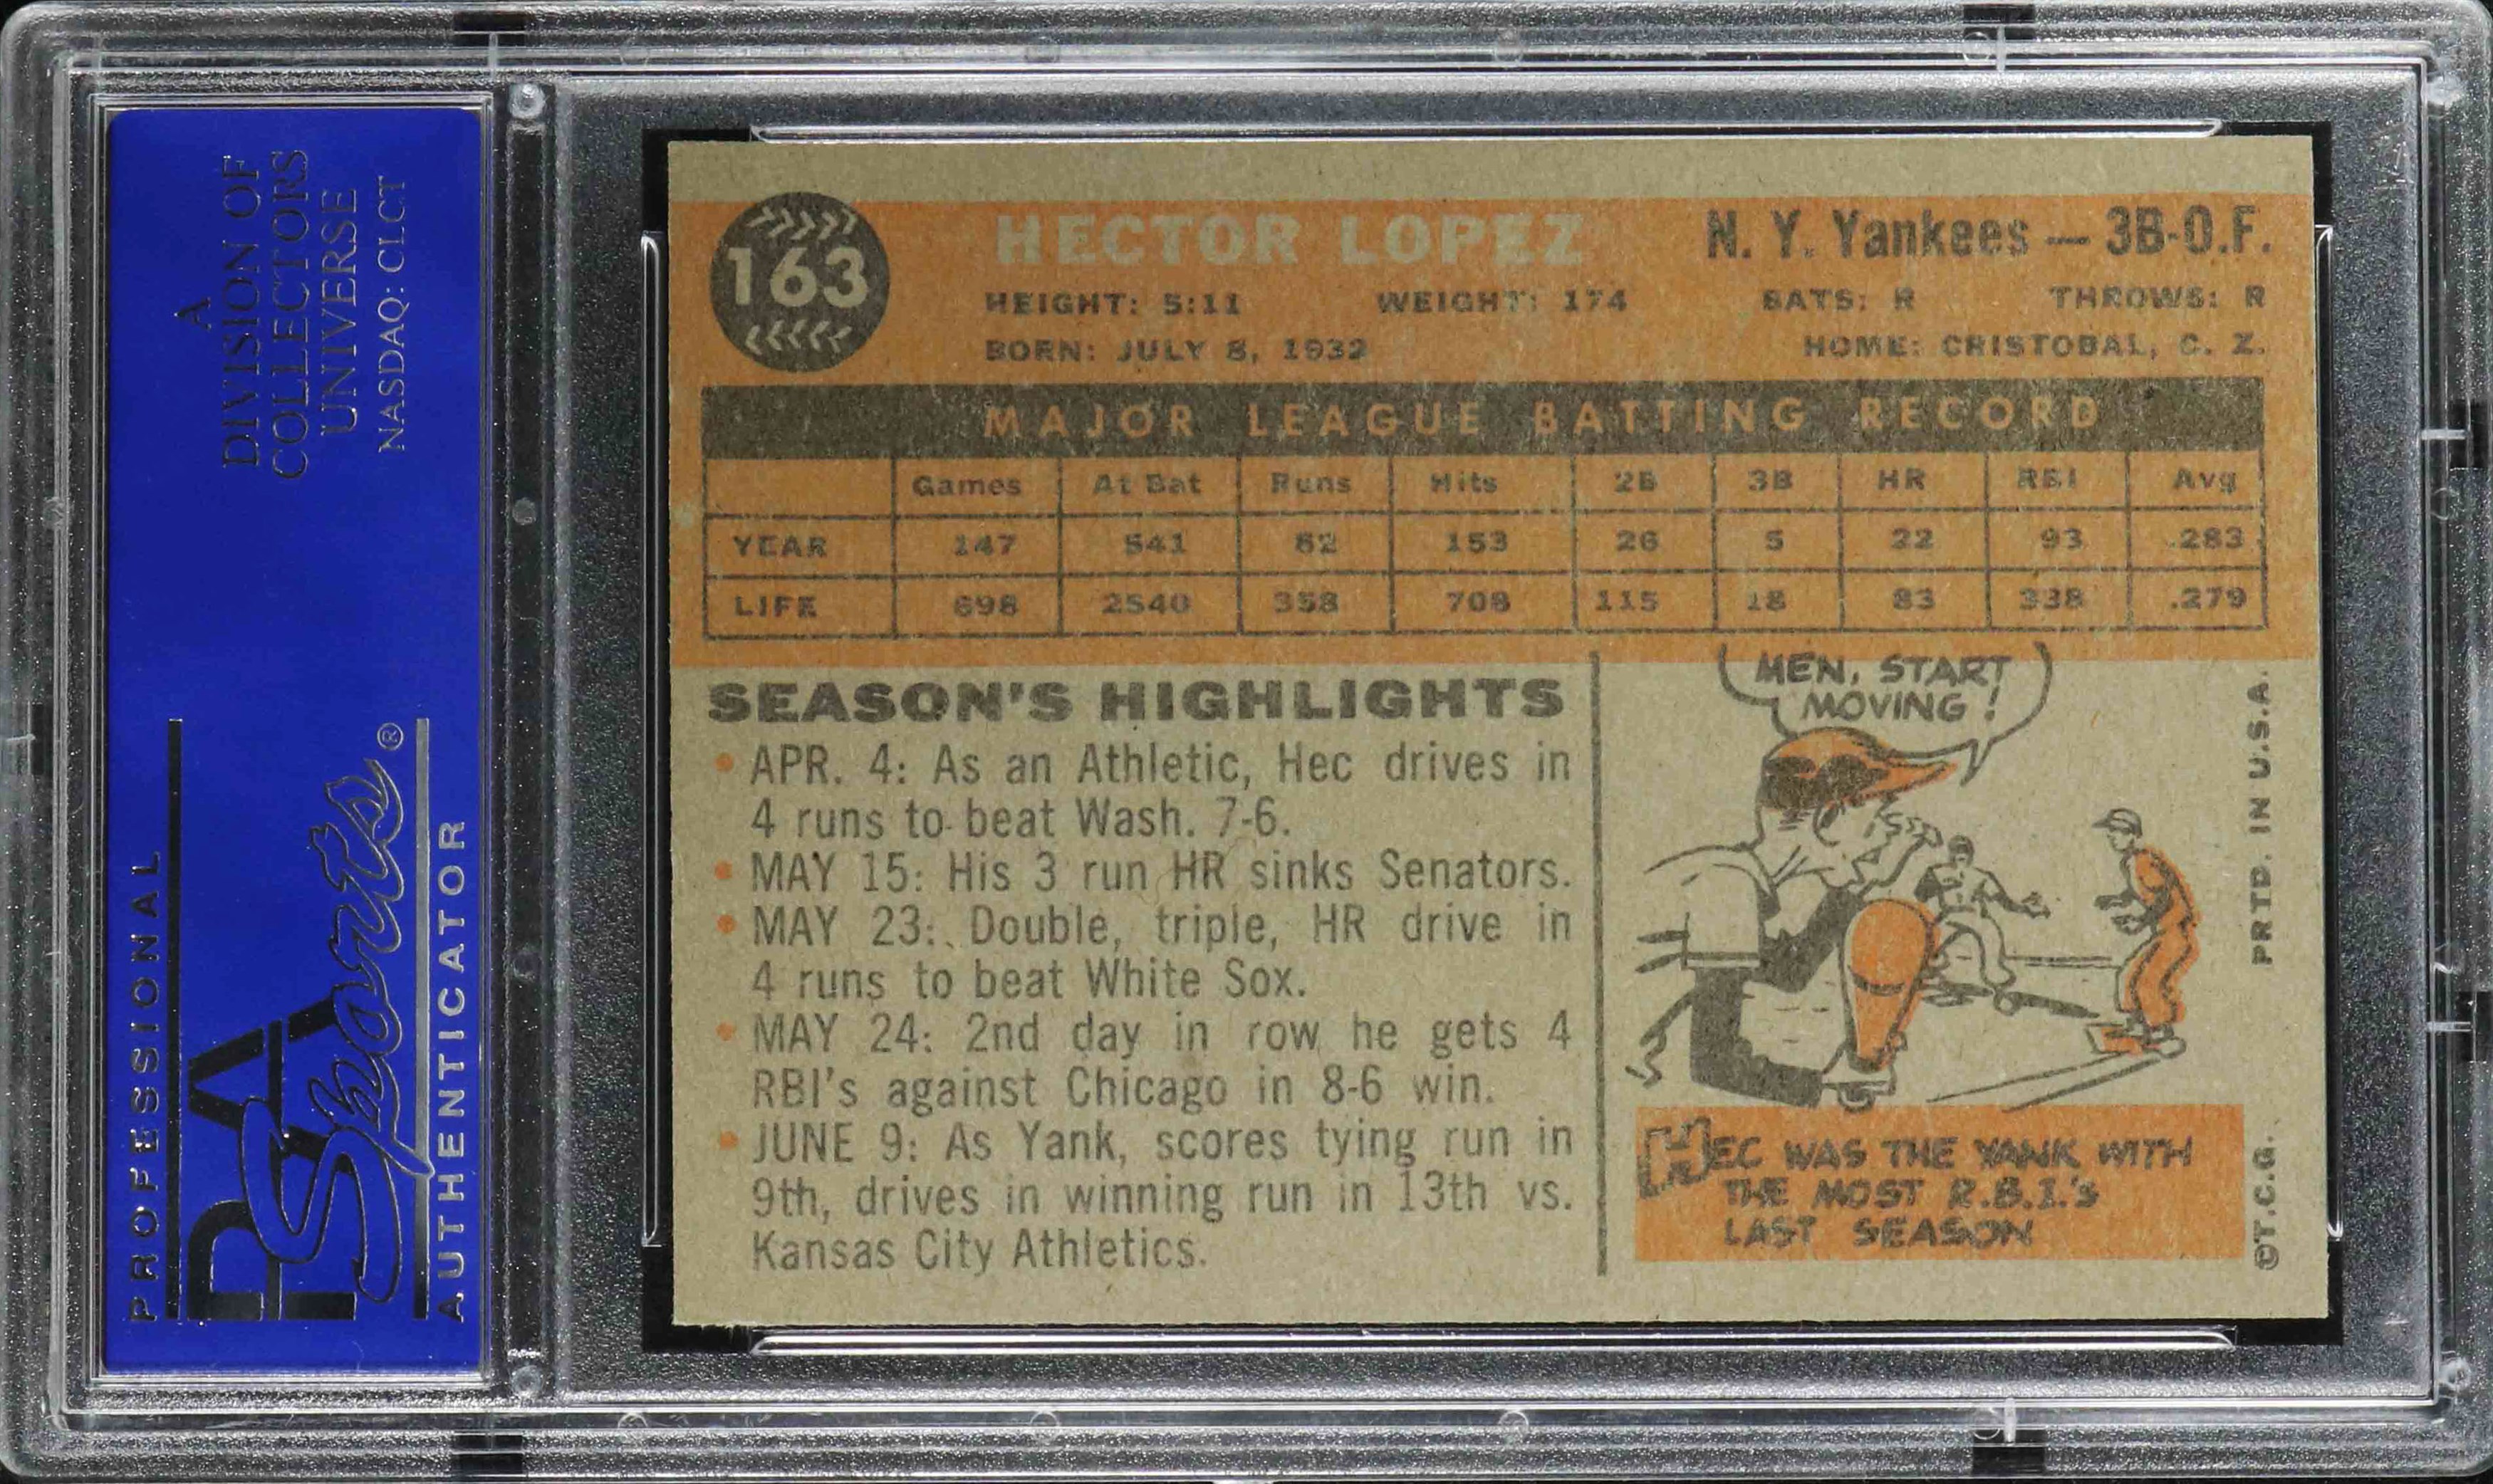 A
DIVISION OF
COLLECTORS
UNIVERSE
NASDAQ: CLCT
PROFESSIONAL
PSA
Sports®
AUTHENTICATOR
163
HECTOR LOPEZ
N. Y. Yankees — 3B-O.F.
HEIGHT: 5:11 WEIGHT: 174 BATS: R THROWS: R
BORN: JULY 8, 1932 HOME: CRISTOBAL, C. Z.
MAJOR LEAGUE BATTING RECORD
Games At Bat Runs Hits 2B 3B HR RBI Avg
YEAR 147 541 82 153 26 5 22 93 .283
LIFE 698 2540 358 708 115 18 83 338 .279
SEASON'S HIGHLIGHTS
• APR. 4: As an Athletic, Hec drives in
4 runs to beat Wash. 7-6.
• MAY 15: His 3 run HR sinks Senators.
• MAY 23: Double, triple, HR drive in
4 runs to beat White Sox.
• MAY 24: 2nd day in row he gets 4
RBI's against Chicago in 8-6 win.
• JUNE 9: As Yank, scores tying run in
9th, drives in winning run in 13th vs.
Kansas City Athletics.
MEN, START
MOVING!
HEC WAS THE YANK WITH
THE MOST R.B.I.'s
LAST SEASON
©T.C.G. PRTD. IN U.S.A.